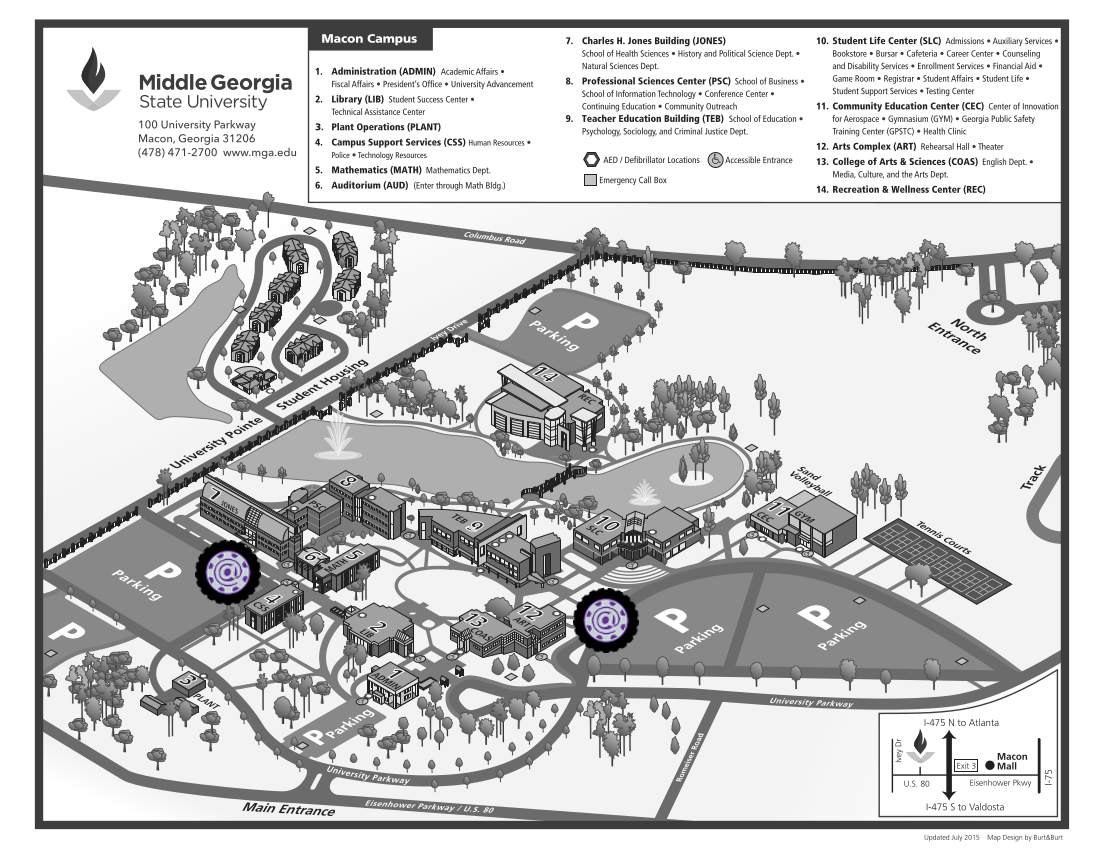 Middle Georgia
State University
100 University Parkway
Macon, Georgia 31206
(478) 471-2700 www.mga.edu
Macon Campus
1. Administration (ADMIN) Academic Affairs •
Fiscal Affairs • President's Office • University Advancement
2. Library (LIB) Student Success Center •
Technical Assistance Center
3. Plant Operations (PLANT)
4. Campus Support Services (CSS) Human Resources •
Police • Technology Resources
5. Mathematics (MATH) Mathematics Dept.
6. Auditorium (AUD) (Enter through Math Bldg.)
7. Charles H. Jones Building (JONES)
School of Health Sciences • History and Political Science Dept. •
Natural Sciences Dept.
8. Professional Sciences Center (PSC) School of Business •
School of Information Technology • Conference Center •
Continuing Education • Community Outreach
9. Teacher Education Building (TEB) School of Education •
Psychology, Sociology, and Criminal Justice Dept.
AED / Defibrillator Locations
Accessible Entrance
Emergency Call Box
10. Student Life Center (SLC) Admissions • Auxiliary Services •
Bookstore • Bursar • Cafeteria • Career Center • Counseling
and Disability Services • Enrollment Services • Financial Aid •
Game Room • Registrar • Student Affairs • Student Life •
Student Support Services • Testing Center
11. Community Education Center (CEC) Center of Innovation
for Aerospace • Gymnasium (GYM) • Georgia Public Safety
Training Center (GPSTC) • Health Clinic
12. Arts Complex (ART) Rehearsal Hall • Theater
13. College of Arts & Sciences (COAS) English Dept. •
Media, Culture, and the Arts Dept.
14. Recreation & Wellness Center (REC)
Columbus Road
North
Entrance
Ivey Drive
P
Parking
14
REC
Student Housing
University Pointe
Track
Sand
Volleyball
Tennis Courts
7
JONES
8
PSC
TEB 9
10
SLC
11
CEC
GYM
6
MATH 5
P
Parking
4
CSS
2
LIB
13
COAS
12
ART
P
Parking
P
Parking
P
3
PLANT
1
ADMIN
P Parking
University Parkway
University Parkway
Romeiser Road
Main Entrance
Eisenhower Parkway / U.S. 80
I-475 N to Atlanta
Ivey Dr
Exit 3
Macon
Mall
U.S. 80
Eisenhower Pkwy
I-75
I-475 S to Valdosta
Updated July 2015 Map Design by Burt&Burt